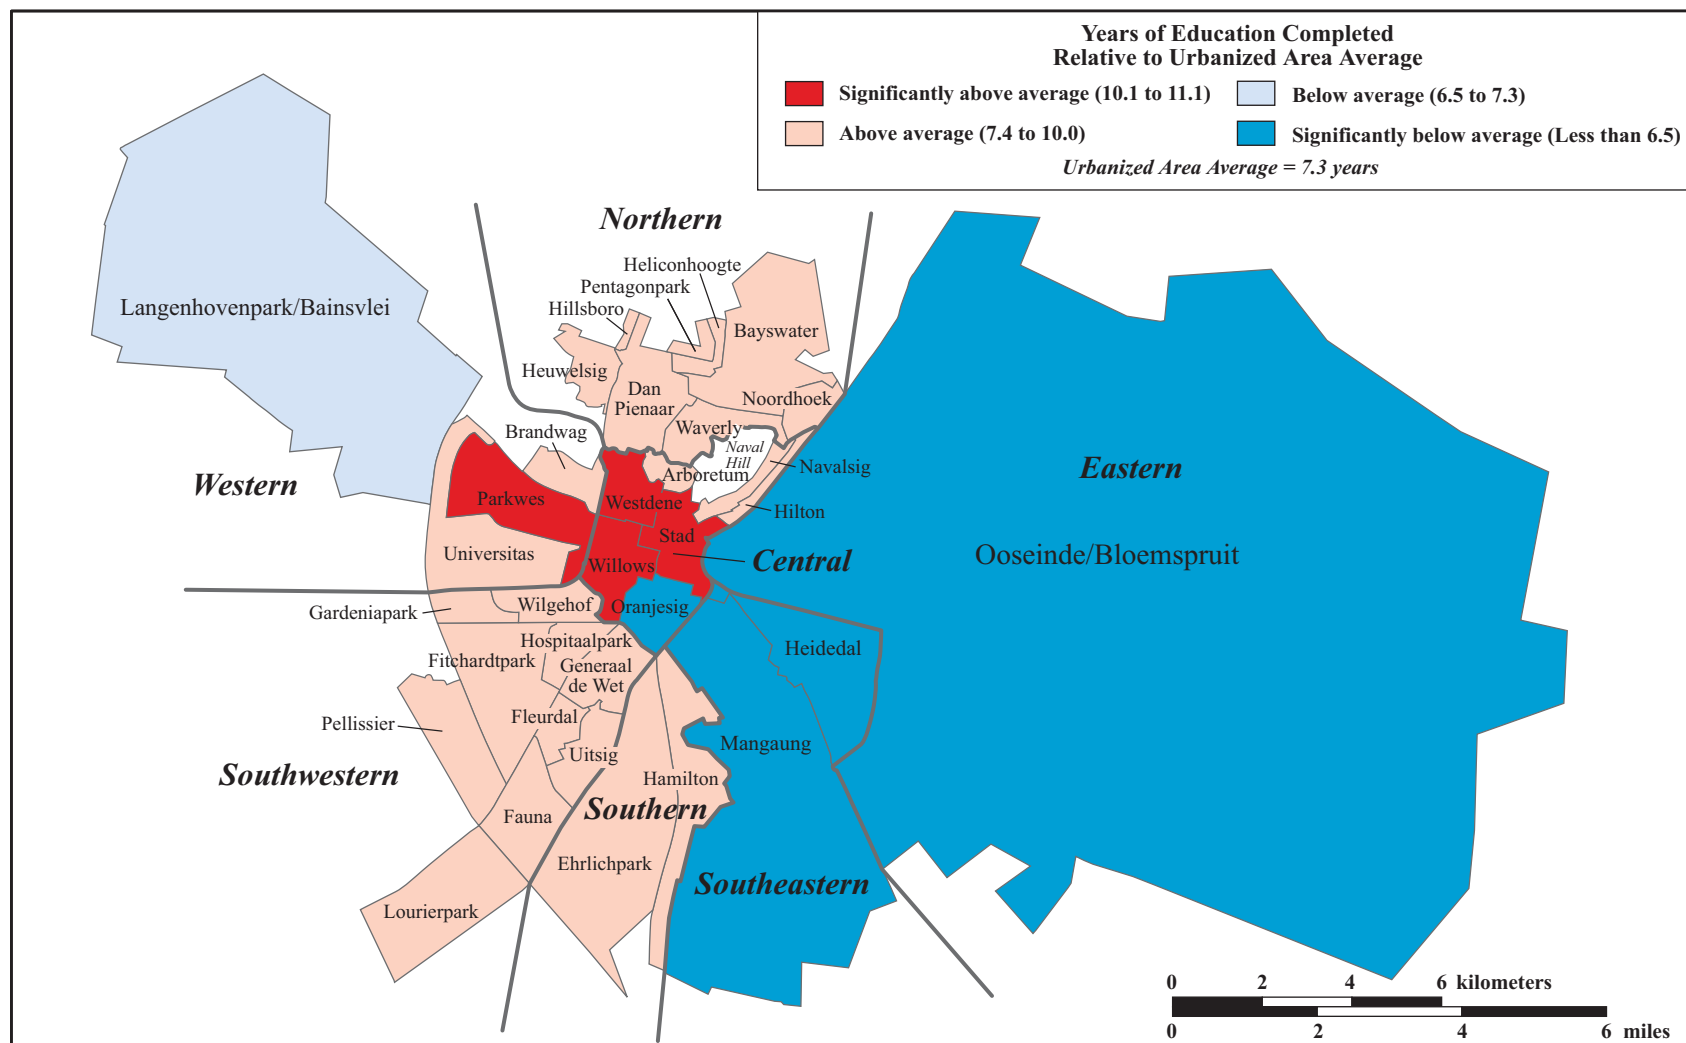 Years of Education Completed
Relative to Urbanized Area Average
Significantly above average (10.1 to 11.1)
Below average (6.5 to 7.3)
Above average (7.4 to 10.0)
Significantly below average (Less than 6.5)
Urbanized Area Average = 7.3 years
Northern
Heliconhoogte
Pentagonpark
Hillsboro
Langenhovenpark/Bainsvlei
Bayswater
Heuwelsig
Dan
Pienaar
Noordhoek
Waverly
Brandwag
Naval
Hill
Navalsig
Eastern
Arboretum
Western
Parkwes
Westdene
Hilton
Stad
Universitas
Ooseinde/Bloemspruit
Central
Willows
Gardeniapark
Wilgehof
Oranjesig
Hospitaalpark
Heidedal
Fitchardtpark
Generaal
de Wet
Fleurdal
Pellissier
Mangaung
Uitsig
Southwestern
Hamilton
Southern
Fauna
Ehrlichpark
Southeastern
Lourierpark
0 2 4 6 kilometers
0 2 4 6 miles